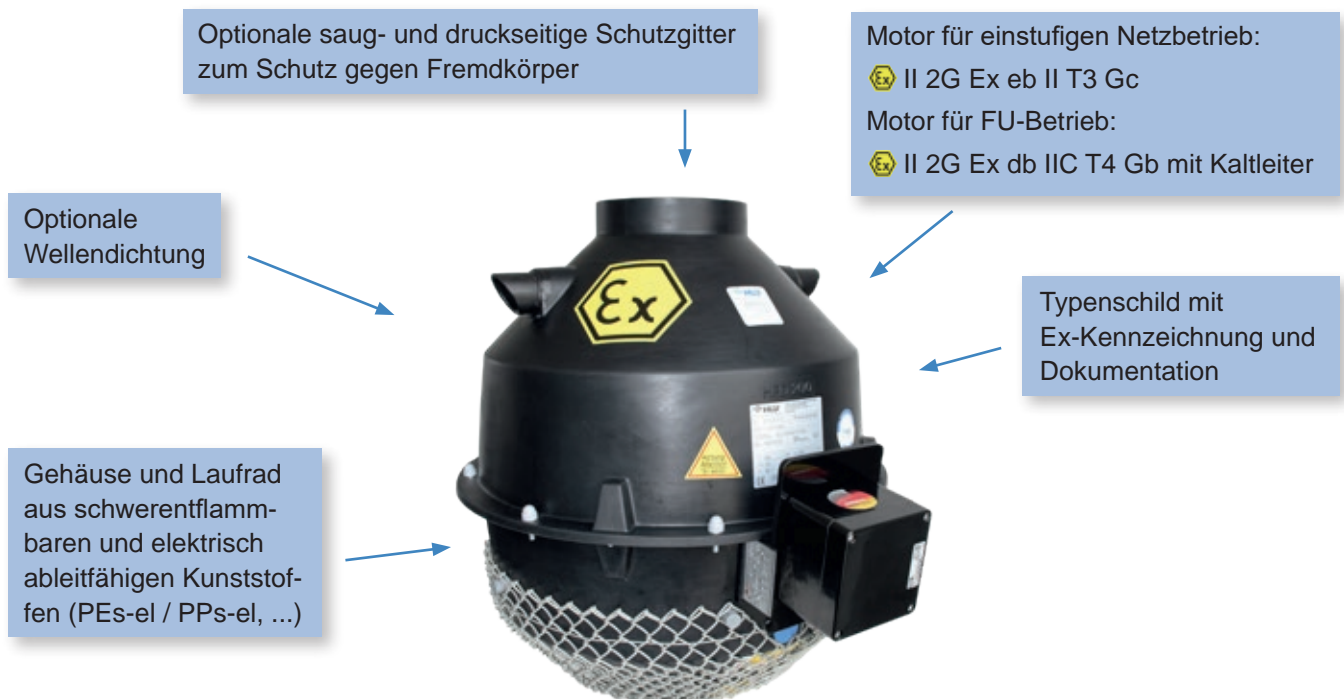 Optionale saug- und druckseitige Schutzgitter
zum Schutz gegen Fremdkörper
Motor für einstufigen Netzbetrieb:
Ex II 2G Ex eb II T3 Gc
Motor für FU-Betrieb:
Ex II 2G Ex db IIC T4 Gb mit Kaltleiter
Optionale
Wellendichtung
Ex
Typenschild mit
Ex-Kennzeichnung und
Dokumentation
Gehäuse und Laufrad
aus schwerentflamm-
baren und elektrisch
ableitfähigen Kunststof-
fen (PEs-el / PPs-el, ...)